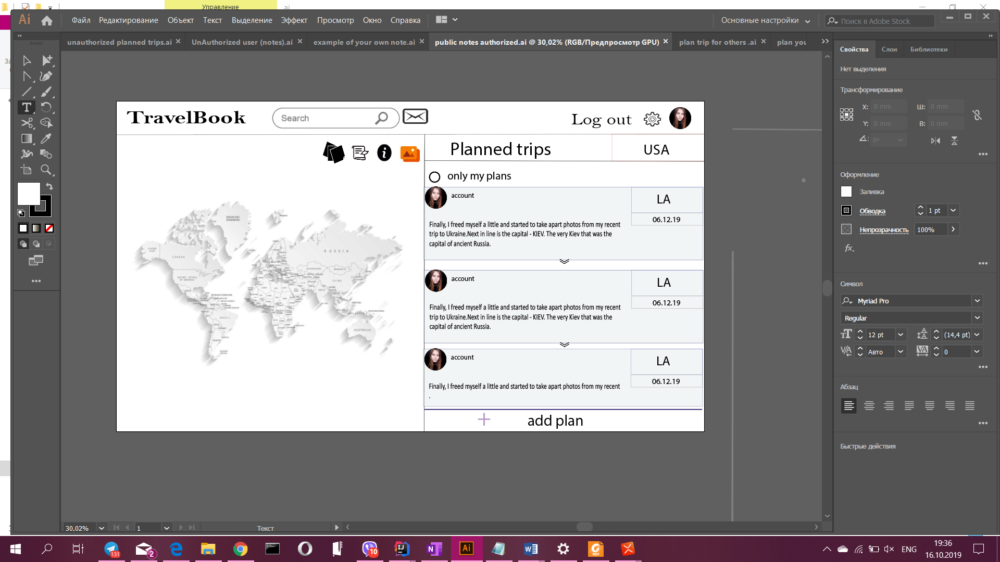 Управление
ai
Ai
Файл Редактирование Объект Текст Выделение Эффект Просмотр Окно Справка
Основные настройки
Поиск в Adobe Stock
unauthorized planned trips.ai × UnAuthorized user (notes).ai × example of your own note.ai × public notes authorized.ai @ 30,02% (RGB/Предпросмотр GPU) × plan trip for others .ai × plan you
Свойства Слои Библиотеки
Нет выделения
Трансформирование
X: 0 mm Ш: 0 mm
Y: 0 mm В: 0 mm
0°
Оформление
Заливка
Обводка 1 pt
Непрозрачность 100%
fx.
Символ
Myriad Pro
Regular
12 pt (14,4 pt)
Авто 0
Абзац
Быстрые действия
TravelBook
Search
Log out
Planned trips
USA
only my plans
account
LA
06.12.19
Finally, I freed myself a little and started to take apart photos from my recent
trip to Ukraine.Next in line is the capital - KIEV. The very Kiev that was the
capital of ancient Russia.
account
LA
06.12.19
Finally, I freed myself a little and started to take apart photos from my recent
trip to Ukraine.Next in line is the capital - KIEV. The very Kiev that was the
capital of ancient Russia.
account
LA
06.12.19
Finally, I freed myself a little and started to take apart photos from my recent
.
+ add plan
CANADA
RUSSIA
CHINA
BRAZIL
AUSTRALIA
30,02% 1 Текст
131 2 10 Ai
ENG
19:36
16.10.2019